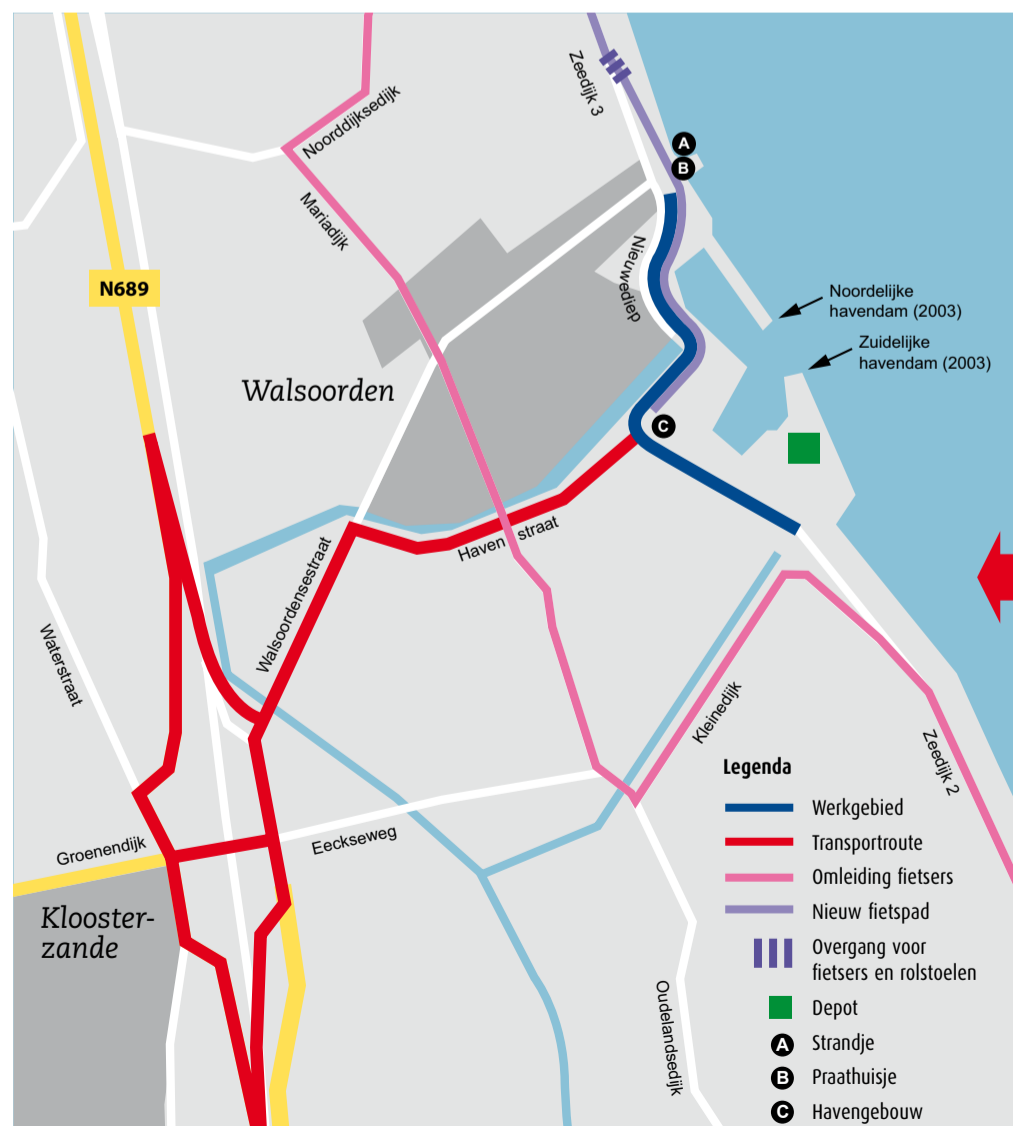 Zeedijk 3
Noorddijksedijk
A
B
Mariadijk
Nieuwediep
N689
Noordelijke
havendam (2003)
Zuidelijke
havendam (2003)
Walsoorden
C
Havenstraat
Walsoordensestraat
Waterstraat
Kleinedijk
Zeedijk 2
Groenendijk
Eeckseweg
Klooster-
zande
Oudelandsedijk
Legenda
Werkgebied
Transportroute
Omleiding fietsers
Nieuw fietspad
Overgang voor
fietsers en rolstoelen
Depot
A Strandje
B Praathuisje
C Havengebouw